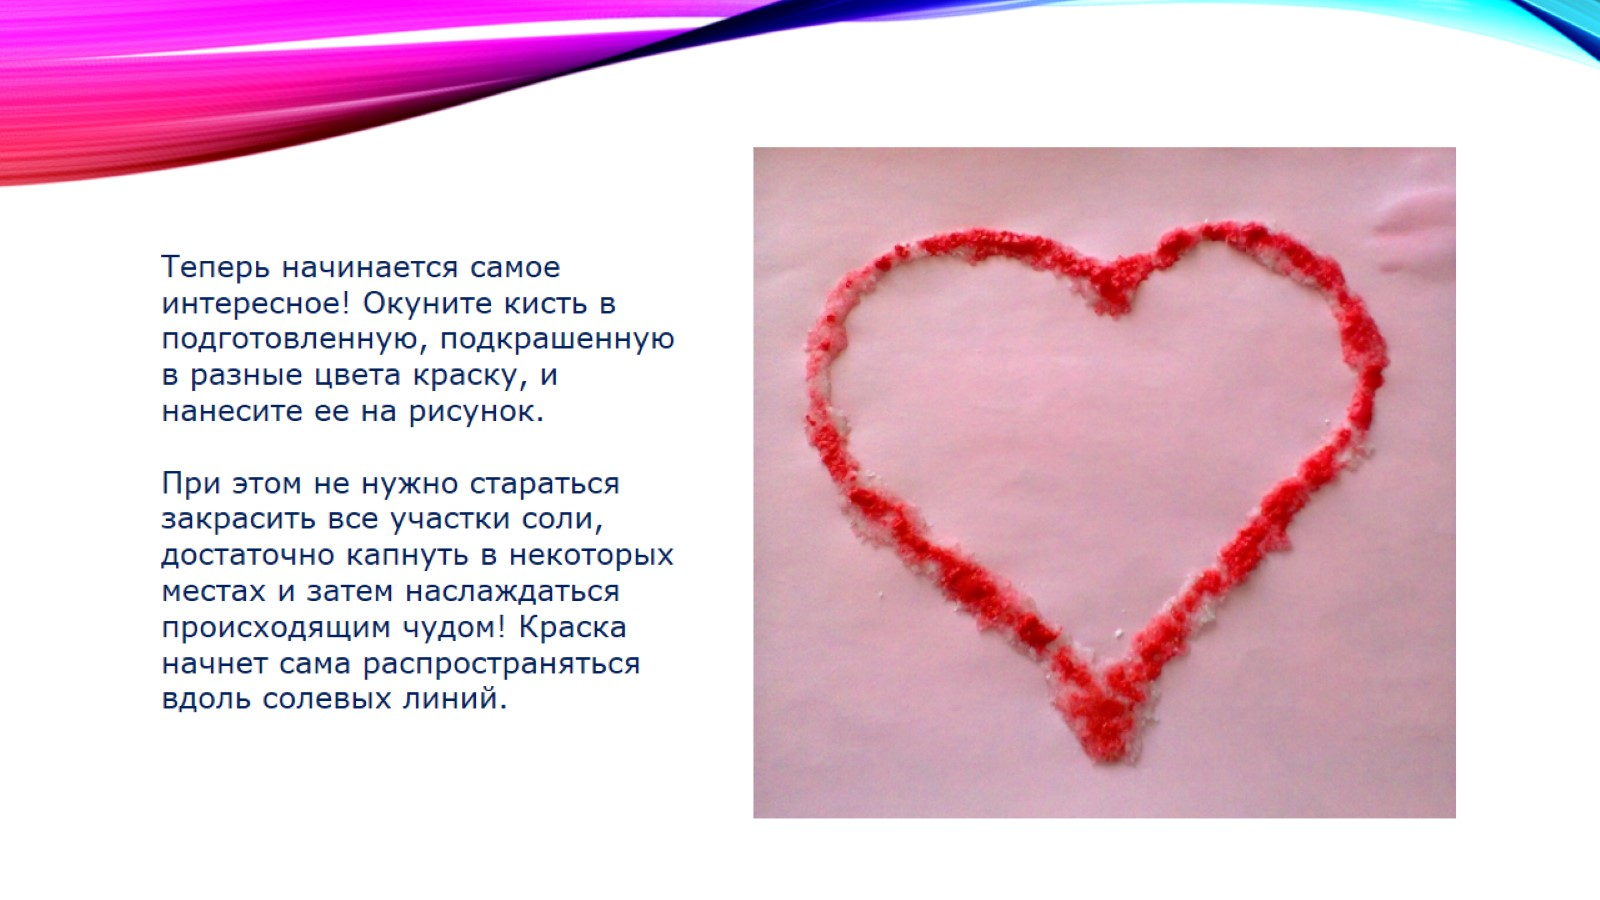 Теперь начинается самое
интересное! Окуните кисть в
подготовленную, подкрашенную
в разные цвета краску, и
нанесите ее на рисунок.
При этом не нужно стараться
закрасить все участки соли,
достаточно капнуть в некоторых
местах и затем наслаждаться
происходящим чудом! Краска
начнет сама распространяться
вдоль солевых линий.